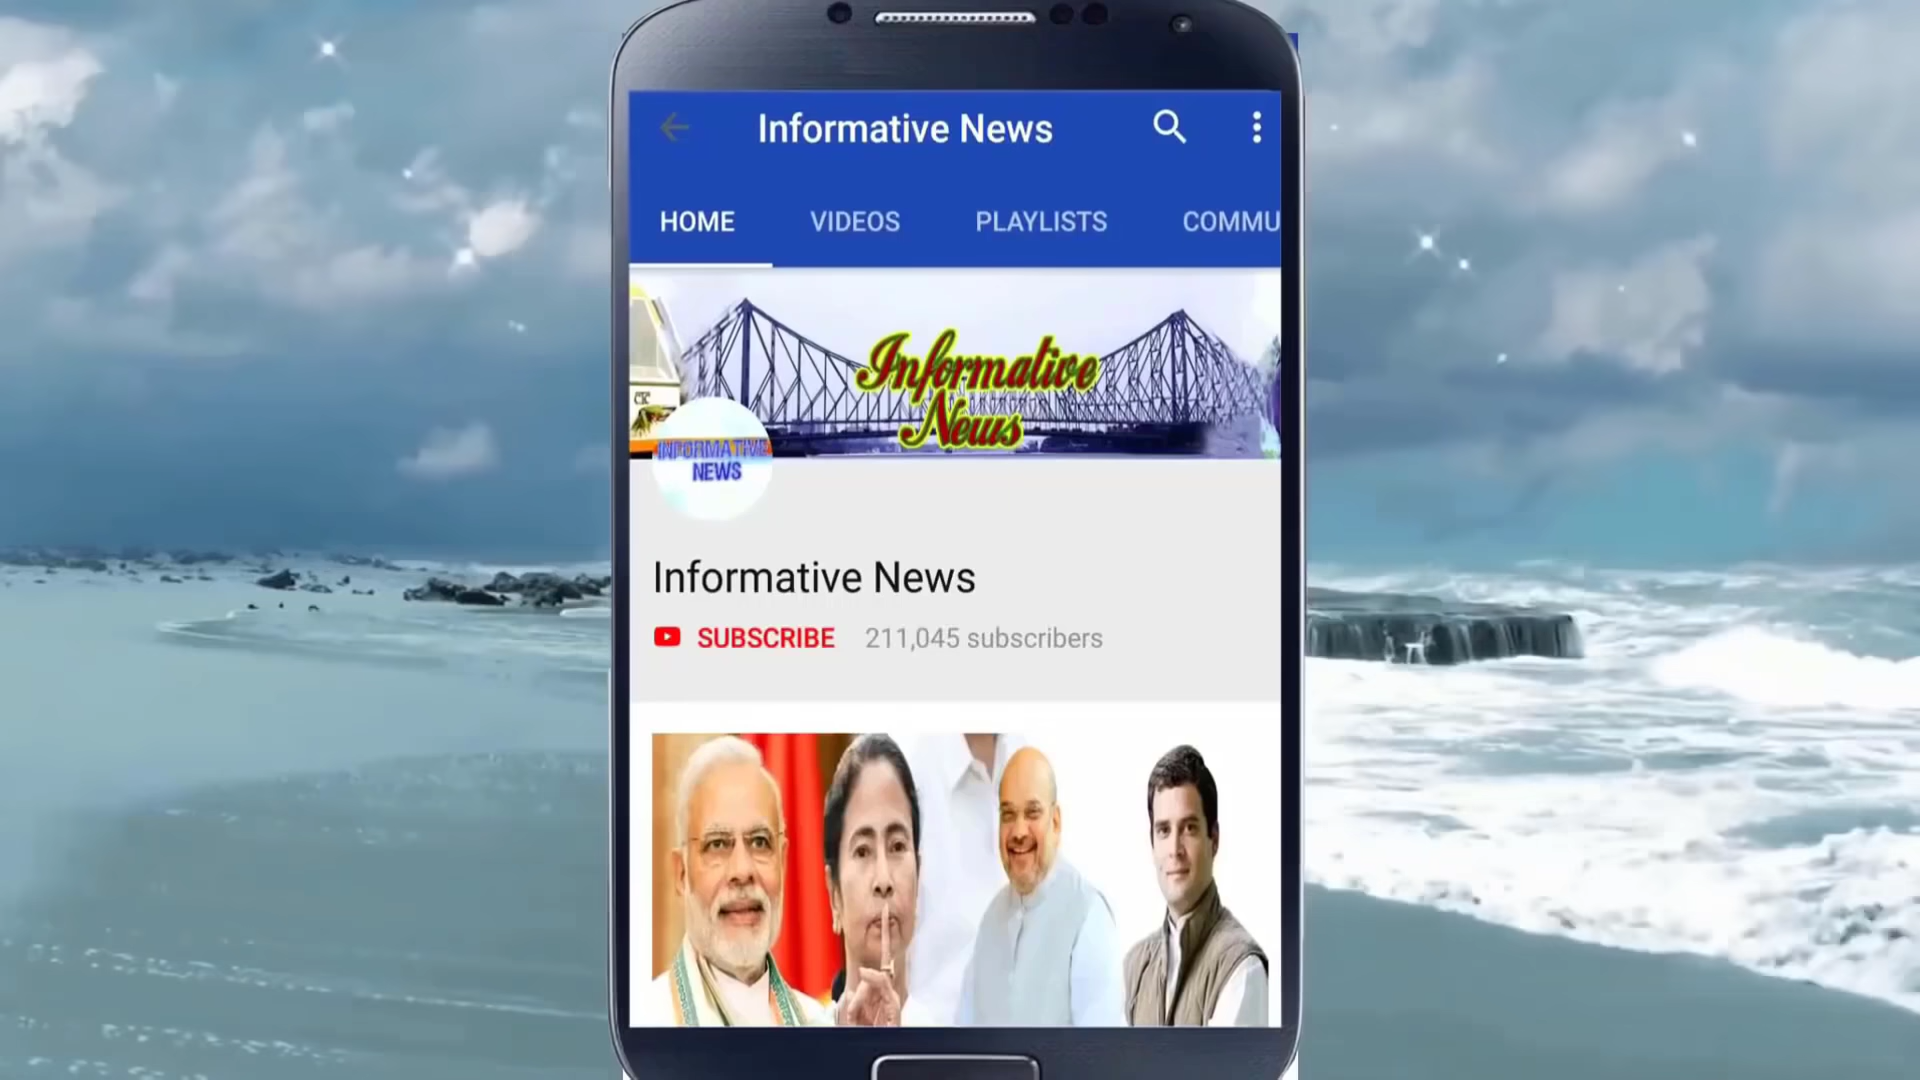 Informative News
HOME VIDEOS PLAYLISTS COMMU
Informative
News
INFORMATIVE
NEWS
Informative News
SUBSCRIBE 211,045 subscribers